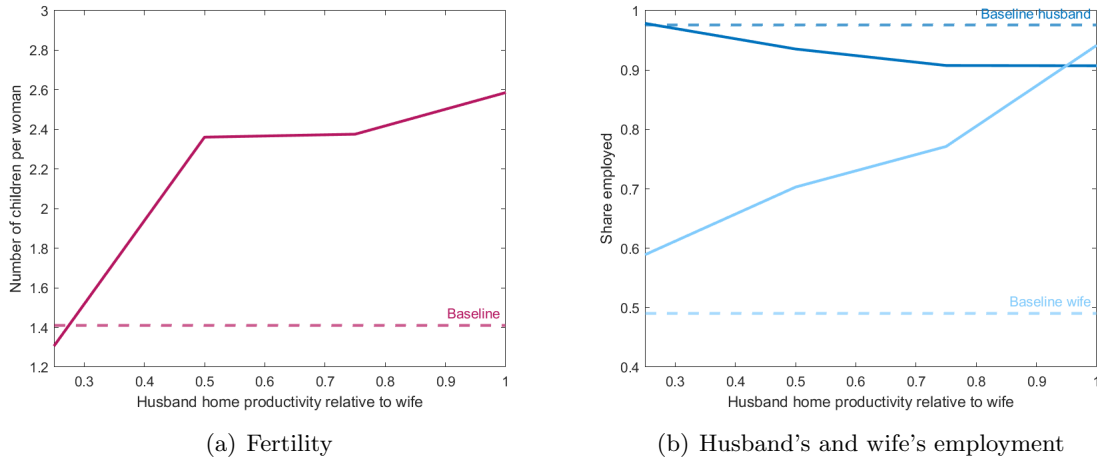 3
2.8
2.6
2.4
2.2
2
1.8
1.6
1.4
1.2
Number of children per woman
Baseline
0.3 0.4 0.5 0.6 0.7 0.8 0.9 1
Husband home productivity relative to wife
(a) Fertility
1
0.9
0.8
0.7
0.6
0.5
0.4
Share employed
Baseline husband
Baseline wife
0.3 0.4 0.5 0.6 0.7 0.8 0.9 1
Husband home productivity relative to wife
(b) Husband's and wife's employment